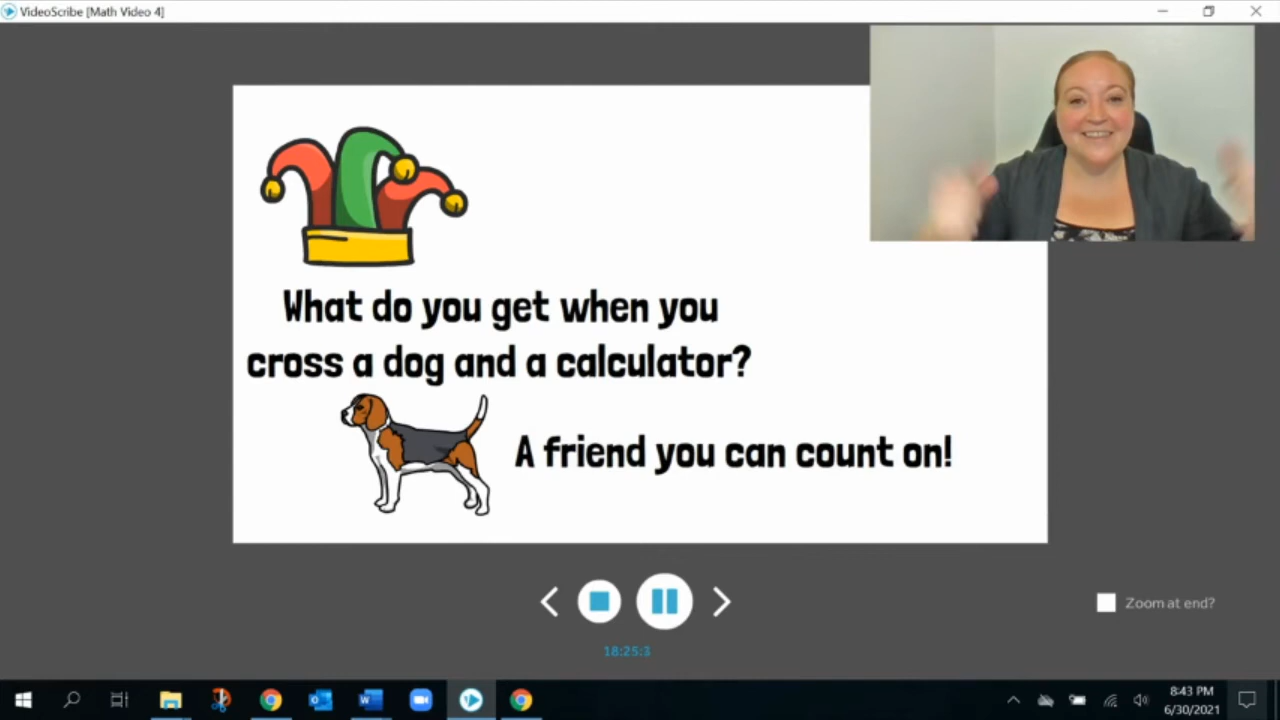 VideoScribe [Math Video 4]
What do you get when you
cross a dog and a calculator?
A friend you can count on!
Zoom at end?
18:25:3
8:43 PM
6/30/2021